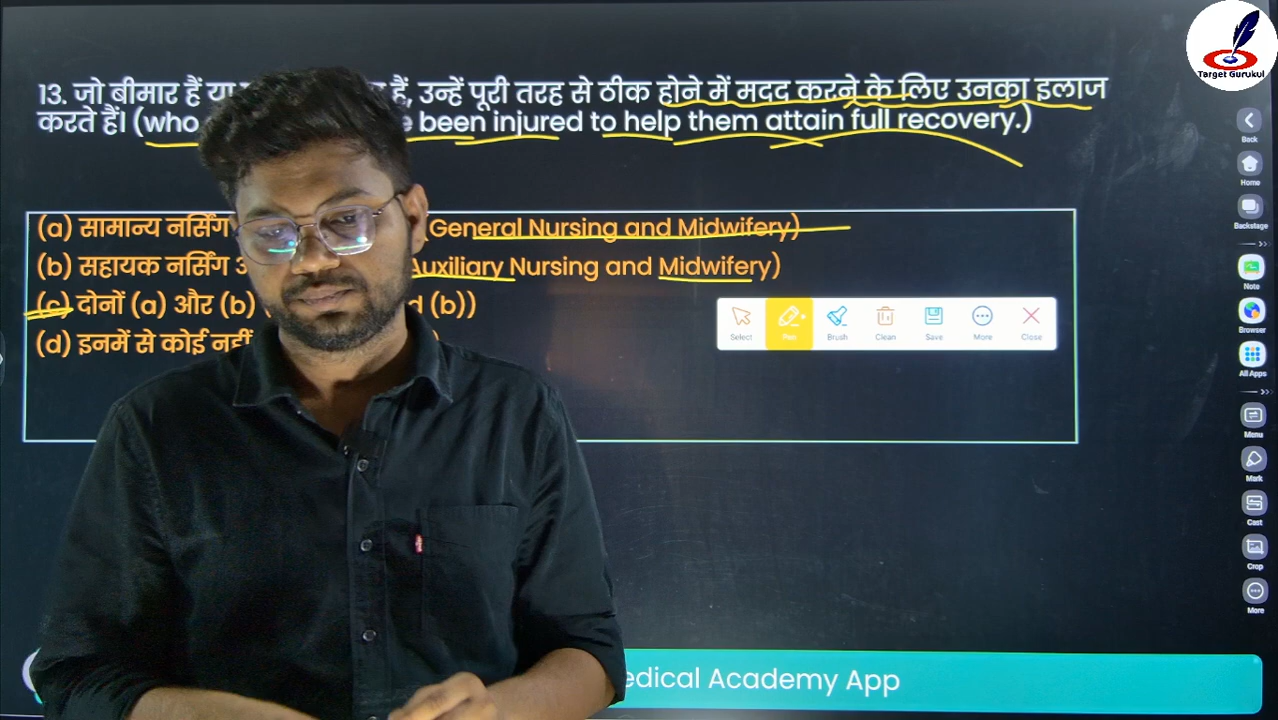 13. जो बीमार हैं या हैं, उन्हें पूरी तरह से ठीक होने में मदद करने के लिए उनका इलाज
करते हैं। (who been injured to help them attain full recovery.)
(a) सामान्य नर्सिंग (General Nursing and Midwifery)
(b) सहायक नर्सिंग Auxiliary Nursing and Midwifery)
(c) दोनों (a) और (b) (b))
(d) इनमें से कोई नहीं
Select Pen Brush Clean Save More Close
Medical Academy App
Target Gurukul
Back
Home
Backstage
Note
Browser
All Apps
Menu
Mark
Cast
Crop
More